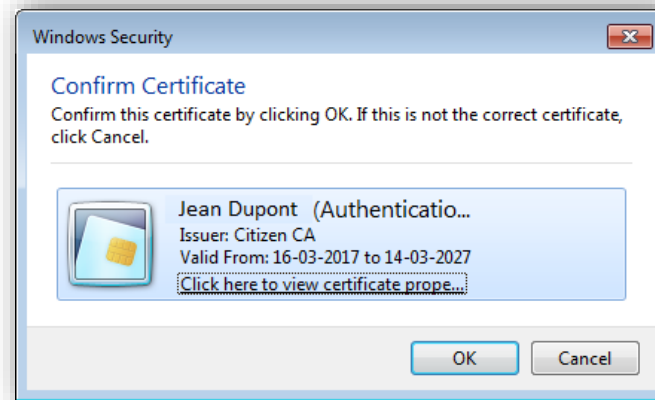 Windows Security
Confirm Certificate
Confirm this certificate by clicking OK. If this is not the correct certificate,
click Cancel.
Jean Dupont (Authenticatio...
Issuer: Citizen CA
Valid From: 16-03-2017 to 14-03-2027
Click here to view certificate prope...
OK Cancel